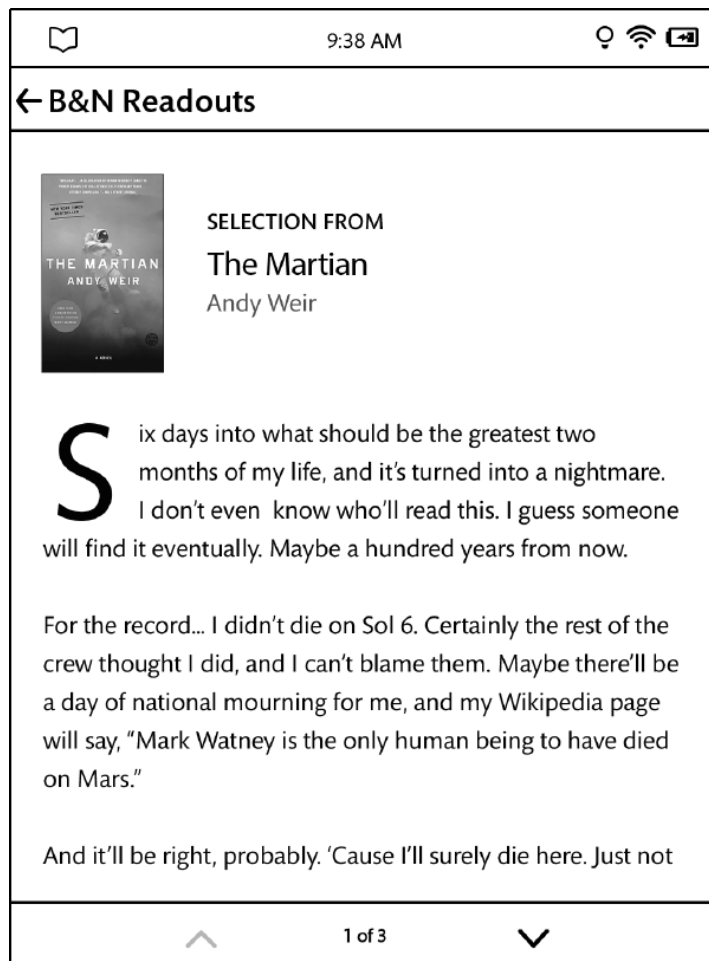 9:38 AM
B&N Readouts
NEW YORK TIMES
BESTSELLER
THE MARTIAN
ANDY WEIR
A NOVEL
SELECTION FROM
The Martian
Andy Weir
Six days into what should be the greatest two
months of my life, and it’s turned into a nightmare.
I don’t even know who’ll read this. I guess someone
will find it eventually. Maybe a hundred years from now.
For the record... I didn’t die on Sol 6. Certainly the rest of the
crew thought I did, and I can’t blame them. Maybe there’ll be
a day of national mourning for me, and my Wikipedia page
will say, “Mark Watney is the only human being to have died
on Mars.”
And it’ll be right, probably. ‘Cause I’ll surely die here. Just not
1 of 3